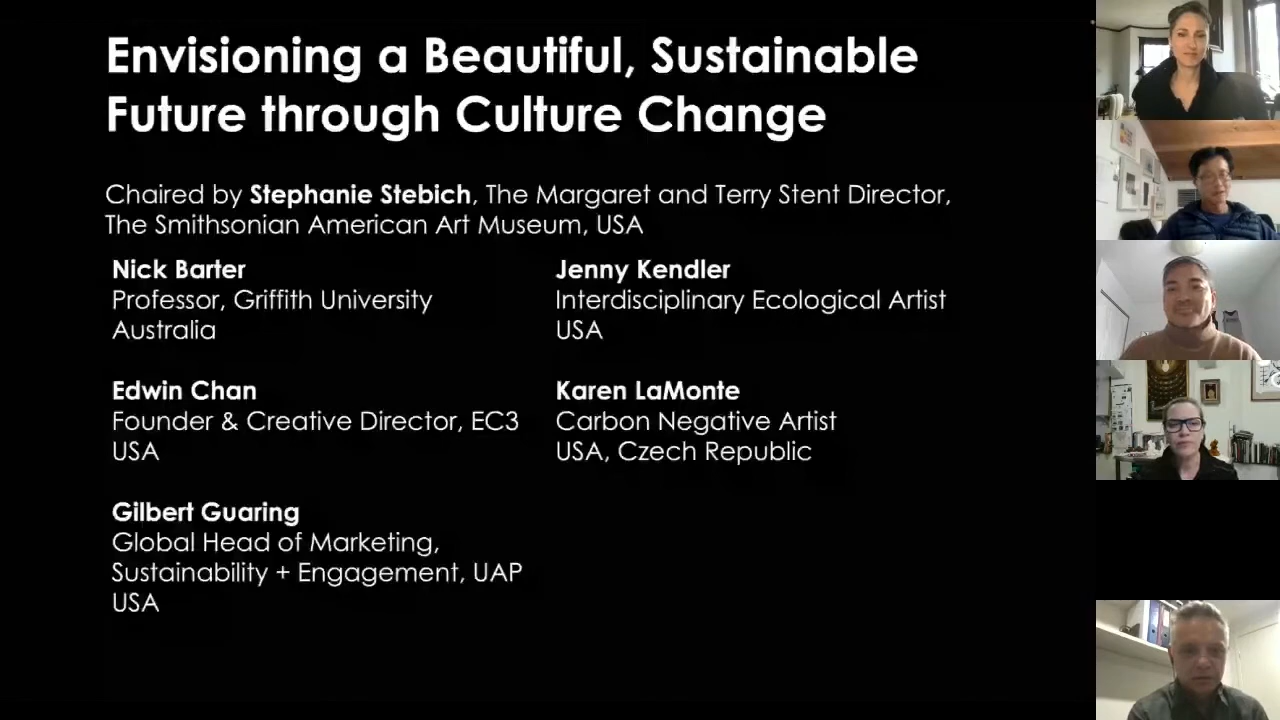 Envisioning a Beautiful, Sustainable
Future through Culture Change
Chaired by Stephanie Stebich, The Margaret and Terry Stent Director,
The Smithsonian American Art Museum, USA
Nick Barter
Professor, Griffith University
Australia
Jenny Kendler
Interdisciplinary Ecological Artist
USA
Edwin Chan
Founder & Creative Director, EC3
USA
Karen LaMonte
Carbon Negative Artist
USA, Czech Republic
Gilbert Guaring
Global Head of Marketing,
Sustainability + Engagement, UAP
USA